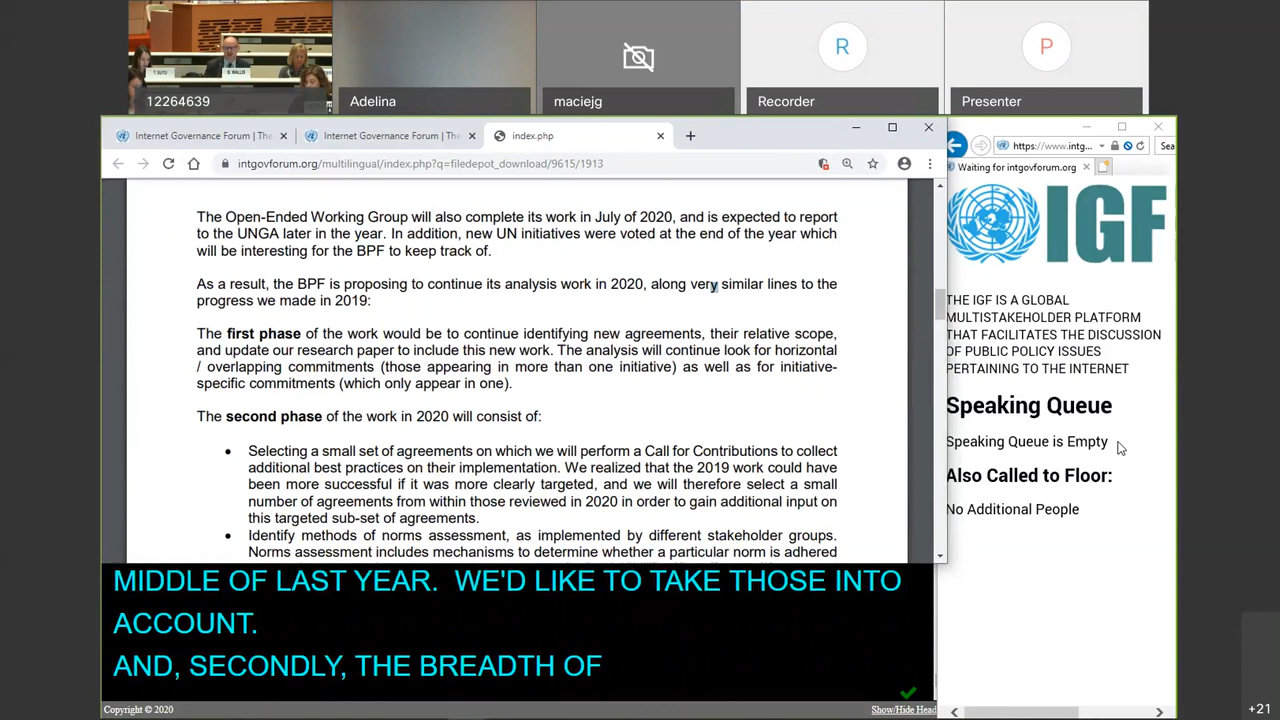 T. SUTO
B. WALLIS
12264639
Adelina
maciejg
R
Recorder
P
Presenter
Internet Governance Forum | The
Internet Governance Forum | The
index.php
intgovforum.org/multilingual/index.php?q=filedepot_download/9615/1913
The Open-Ended Working Group will also complete its work in July of 2020, and is expected to report
to the UNGA later in the year. In addition, new UN initiatives were voted at the end of the year which
will be interesting for the BPF to keep track of.
As a result, the BPF is proposing to continue its analysis work in 2020, along very similar lines to the
progress we made in 2019:
The first phase of the work would be to continue identifying new agreements, their relative scope,
and update our research paper to include this new work. The analysis will continue look for horizontal
/ overlapping commitments (those appearing in more than one initiative) as well as for initiative-
specific commitments (which only appear in one).
The second phase of the work in 2020 will consist of:
• Selecting a small set of agreements on which we will perform a Call for Contributions to collect
additional best practices on their implementation. We realized that the 2019 work could have
been more successful if it was more clearly targeted, and we will therefore select a small
number of agreements from within those reviewed in 2020 in order to gain additional input on
this targeted sub-set of agreements.
• Identify methods of norms assessment, as implemented by different stakeholder groups.
Norms assessment includes mechanisms to determine whether a particular norm is adhered
https://www.intg...
Sea
Waiting for intgovforum.org
IGF
THE IGF IS A GLOBAL
MULTISTAKEHOLDER PLATFORM
THAT FACILITATES THE DISCUSSION
OF PUBLIC POLICY ISSUES
PERTAINING TO THE INTERNET
Speaking Queue
Speaking Queue is Empty
Also Called to Floor:
No Additional People
MIDDLE OF LAST YEAR.  WE'D LIKE TO TAKE THOSE INTO
ACCOUNT.
AND, SECONDLY, THE BREADTH OF
Copyright © 2020
Show/Hide Head
+21